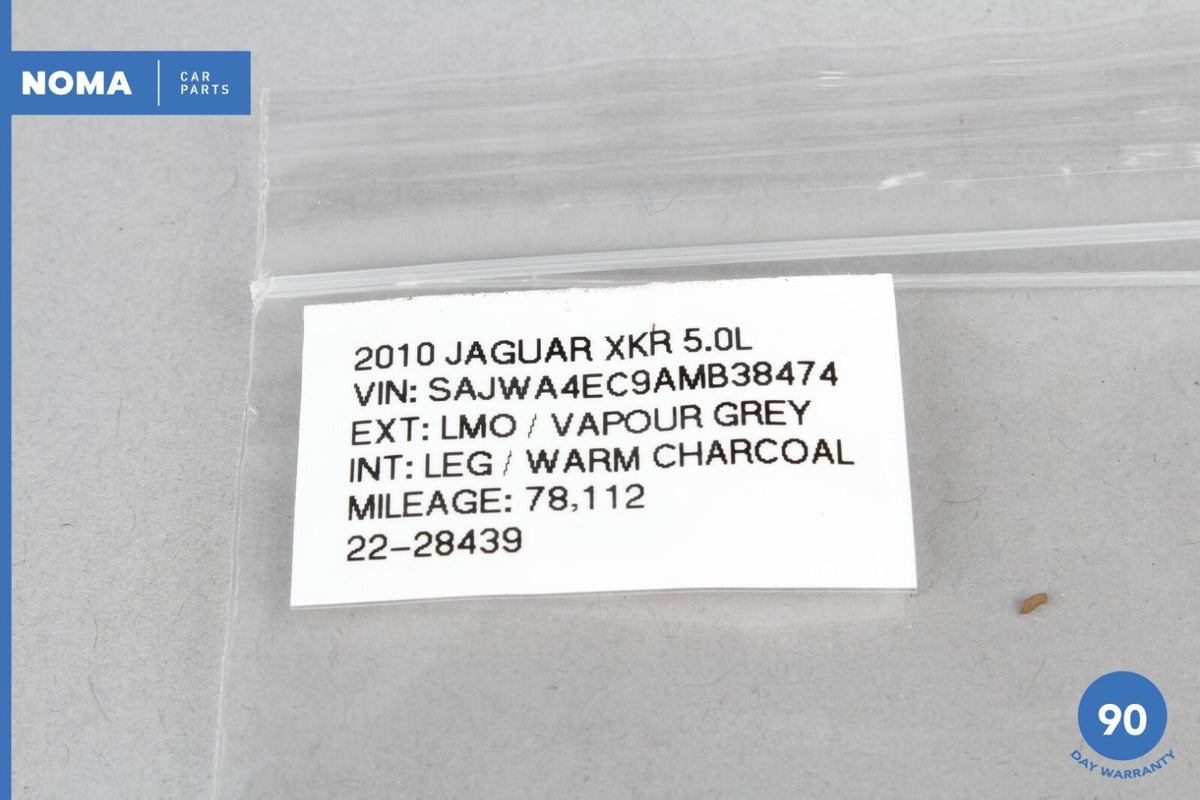 NOMA
CAR
PARTS
2010 JAGUAR XKR 5.0L
VIN: SAJWA4EC9AMB38474
EXT: LMO / VAPOUR GREY
INT: LEG / WARM CHARCOAL
MILEAGE: 78,112
22-28439
90
DAY WARRANTY